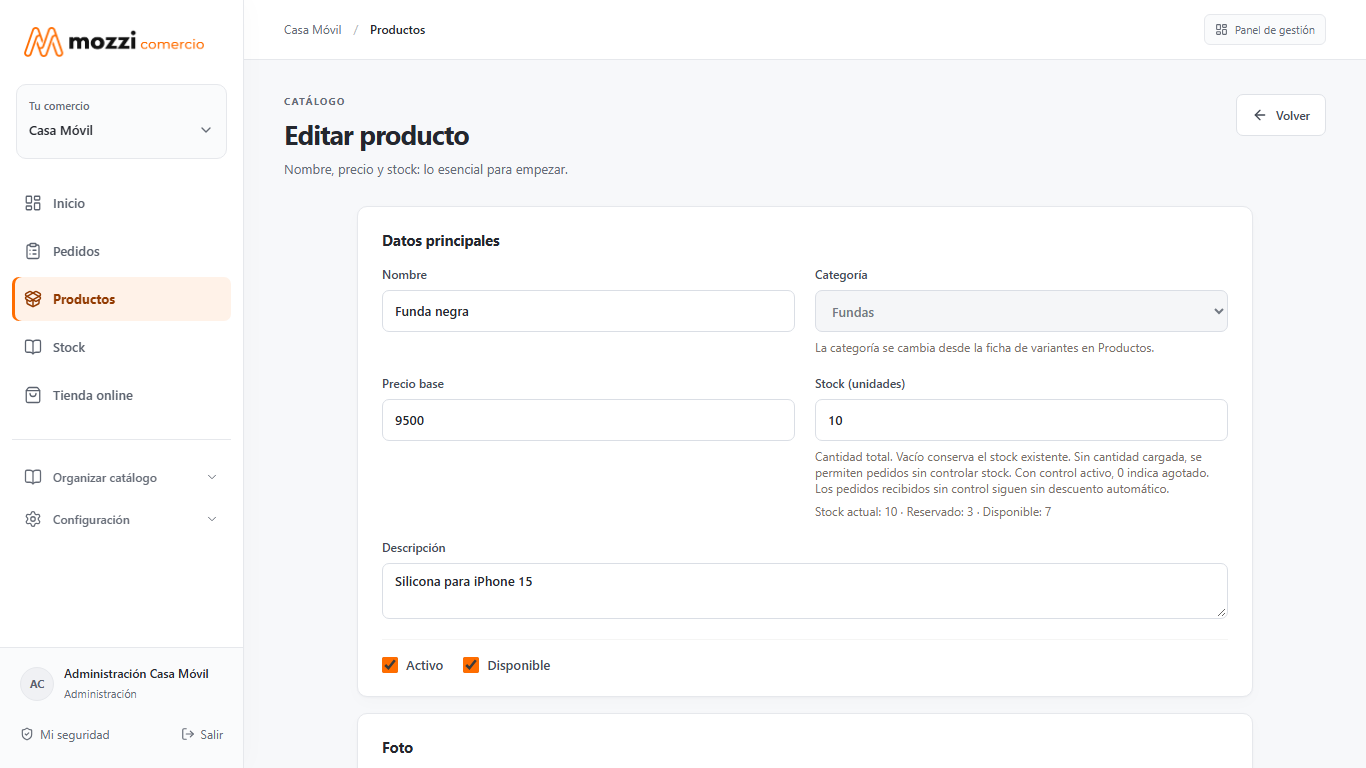 mozzi comercio
Tu comercio
Casa Móvil
Inicio
Pedidos
Productos
Stock
Tienda online
Organizar catálogo
Configuración
AC
Administración Casa Móvil
Administración
Mi seguridad
Salir
Casa Móvil / Productos
Panel de gestión
CATÁLOGO
Editar producto
Nombre, precio y stock: lo esencial para empezar.
Volver
Datos principales
Nombre
Funda negra
Categoría
Fundas
La categoría se cambia desde la ficha de variantes en Productos.
Precio base
9500
Stock (unidades)
10
Cantidad total. Vacío conserva el stock existente. Sin cantidad cargada, se
permiten pedidos sin controlar stock. Con control activo, 0 indica agotado.
Los pedidos recibidos sin control siguen sin descuento automático.
Stock actual: 10 · Reservado: 3 · Disponible: 7
Descripción
Silicona para iPhone 15
Activo
Disponible
Foto